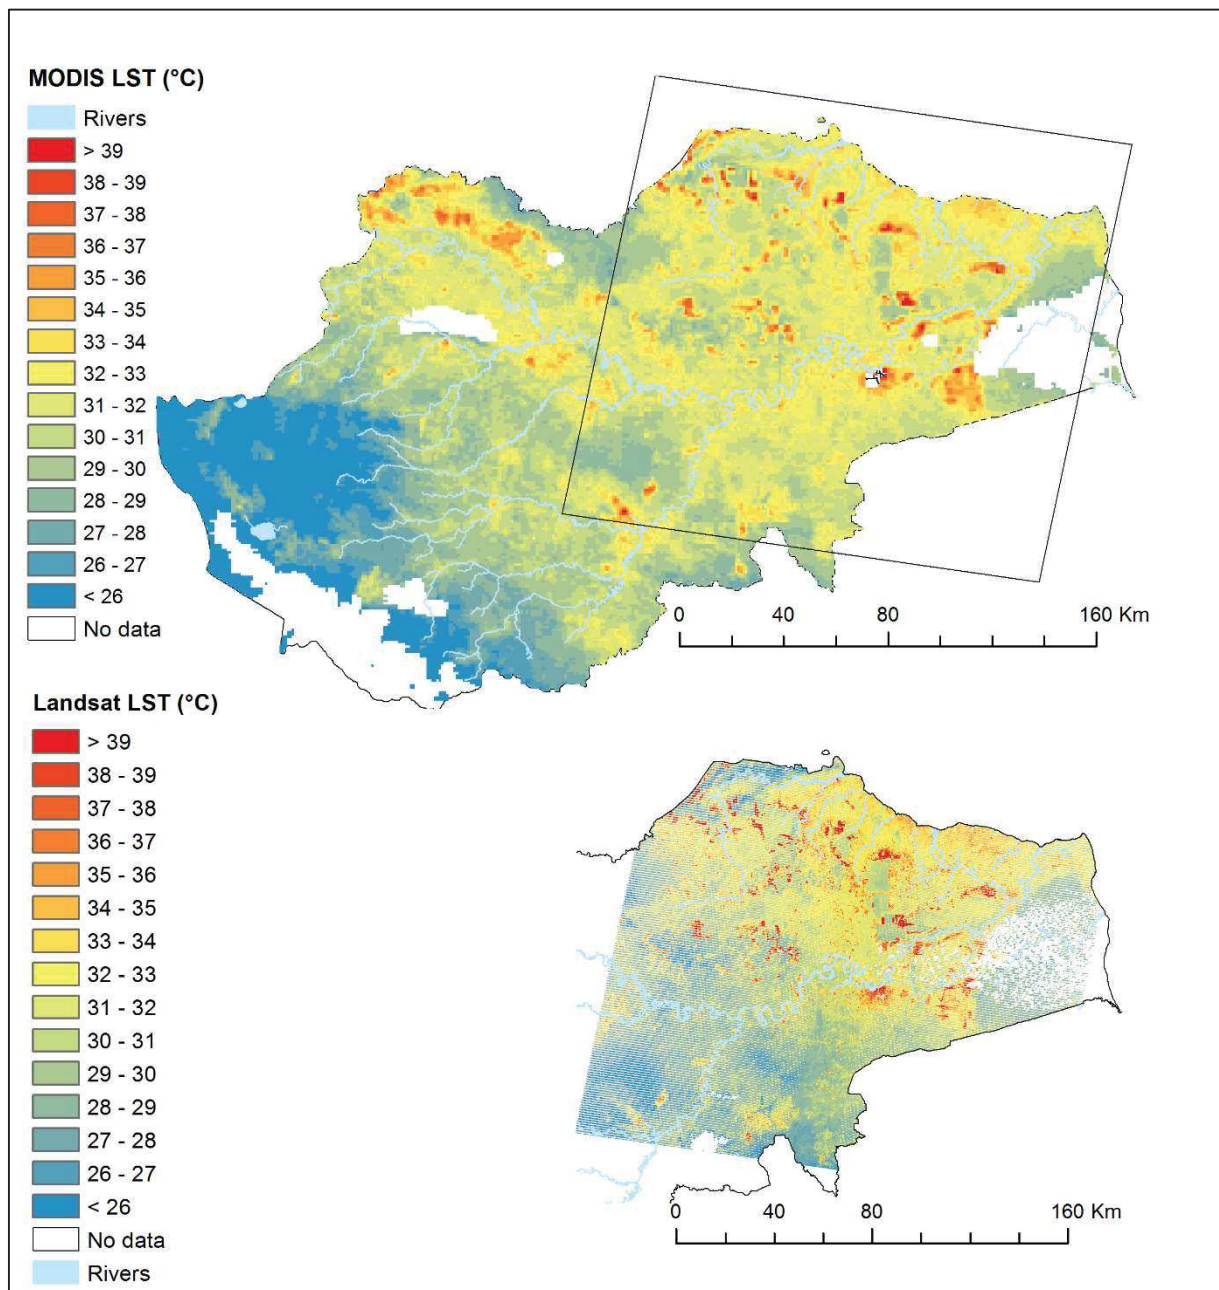 MODIS LST (°C)
Rivers
> 39
38 - 39
37 - 38
36 - 37
35 - 36
34 - 35
33 - 34
32 - 33
31 - 32
30 - 31
29 - 30
28 - 29
27 - 28
26 - 27
< 26
No data
0 40 80 160 Km
Landsat LST (°C)
> 39
38 - 39
37 - 38
36 - 37
35 - 36
34 - 35
33 - 34
32 - 33
31 - 32
30 - 31
29 - 30
28 - 29
27 - 28
26 - 27
< 26
No data
Rivers
0 40 80 160 Km